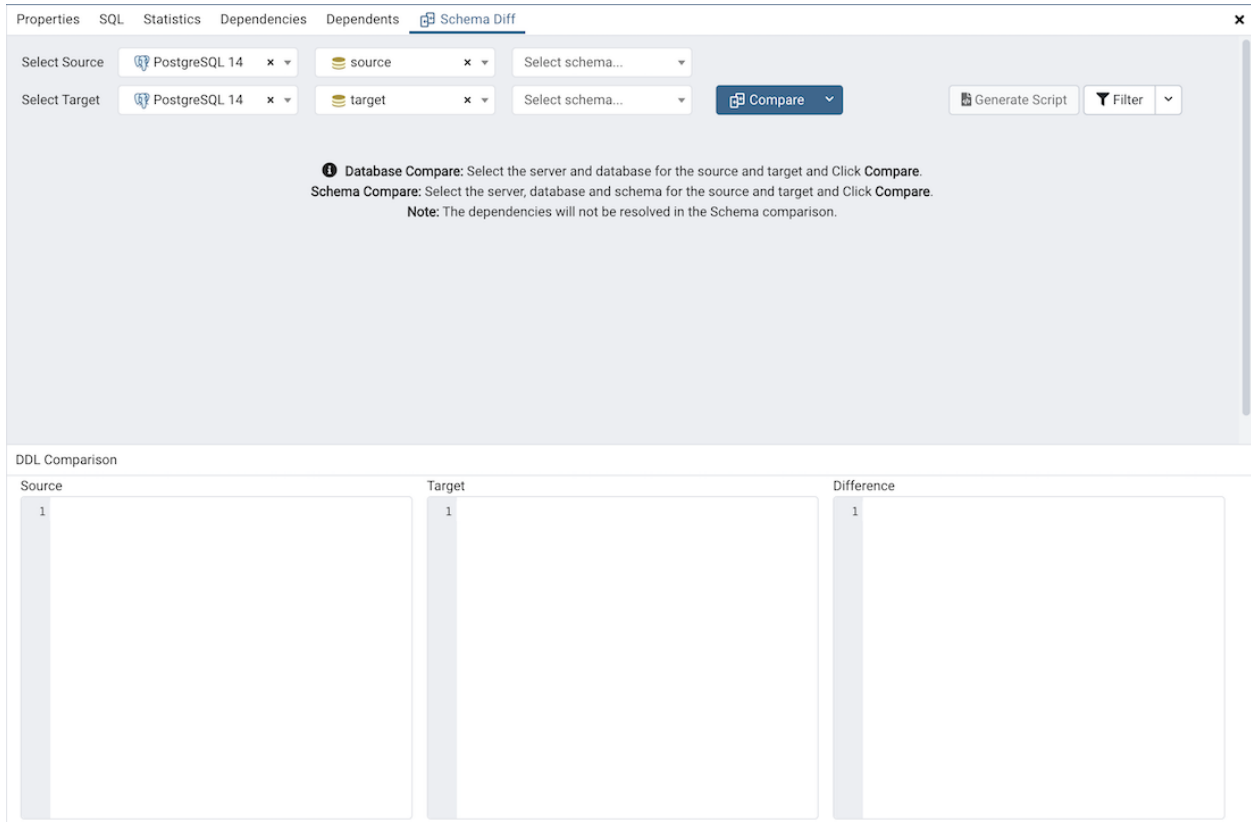 Properties SQL Statistics Dependencies Dependents Schema Diff
Select Source PostgreSQL 14 source Select schema...
Select Target PostgreSQL 14 target Select schema... Compare Generate Script Filter
Database Compare: Select the server and database for the source and target and Click Compare.
Schema Compare: Select the server, database and schema for the source and target and Click Compare.
Note: The dependencies will not be resolved in the Schema comparison.
DDL Comparison
Source Target Difference
1 1 1